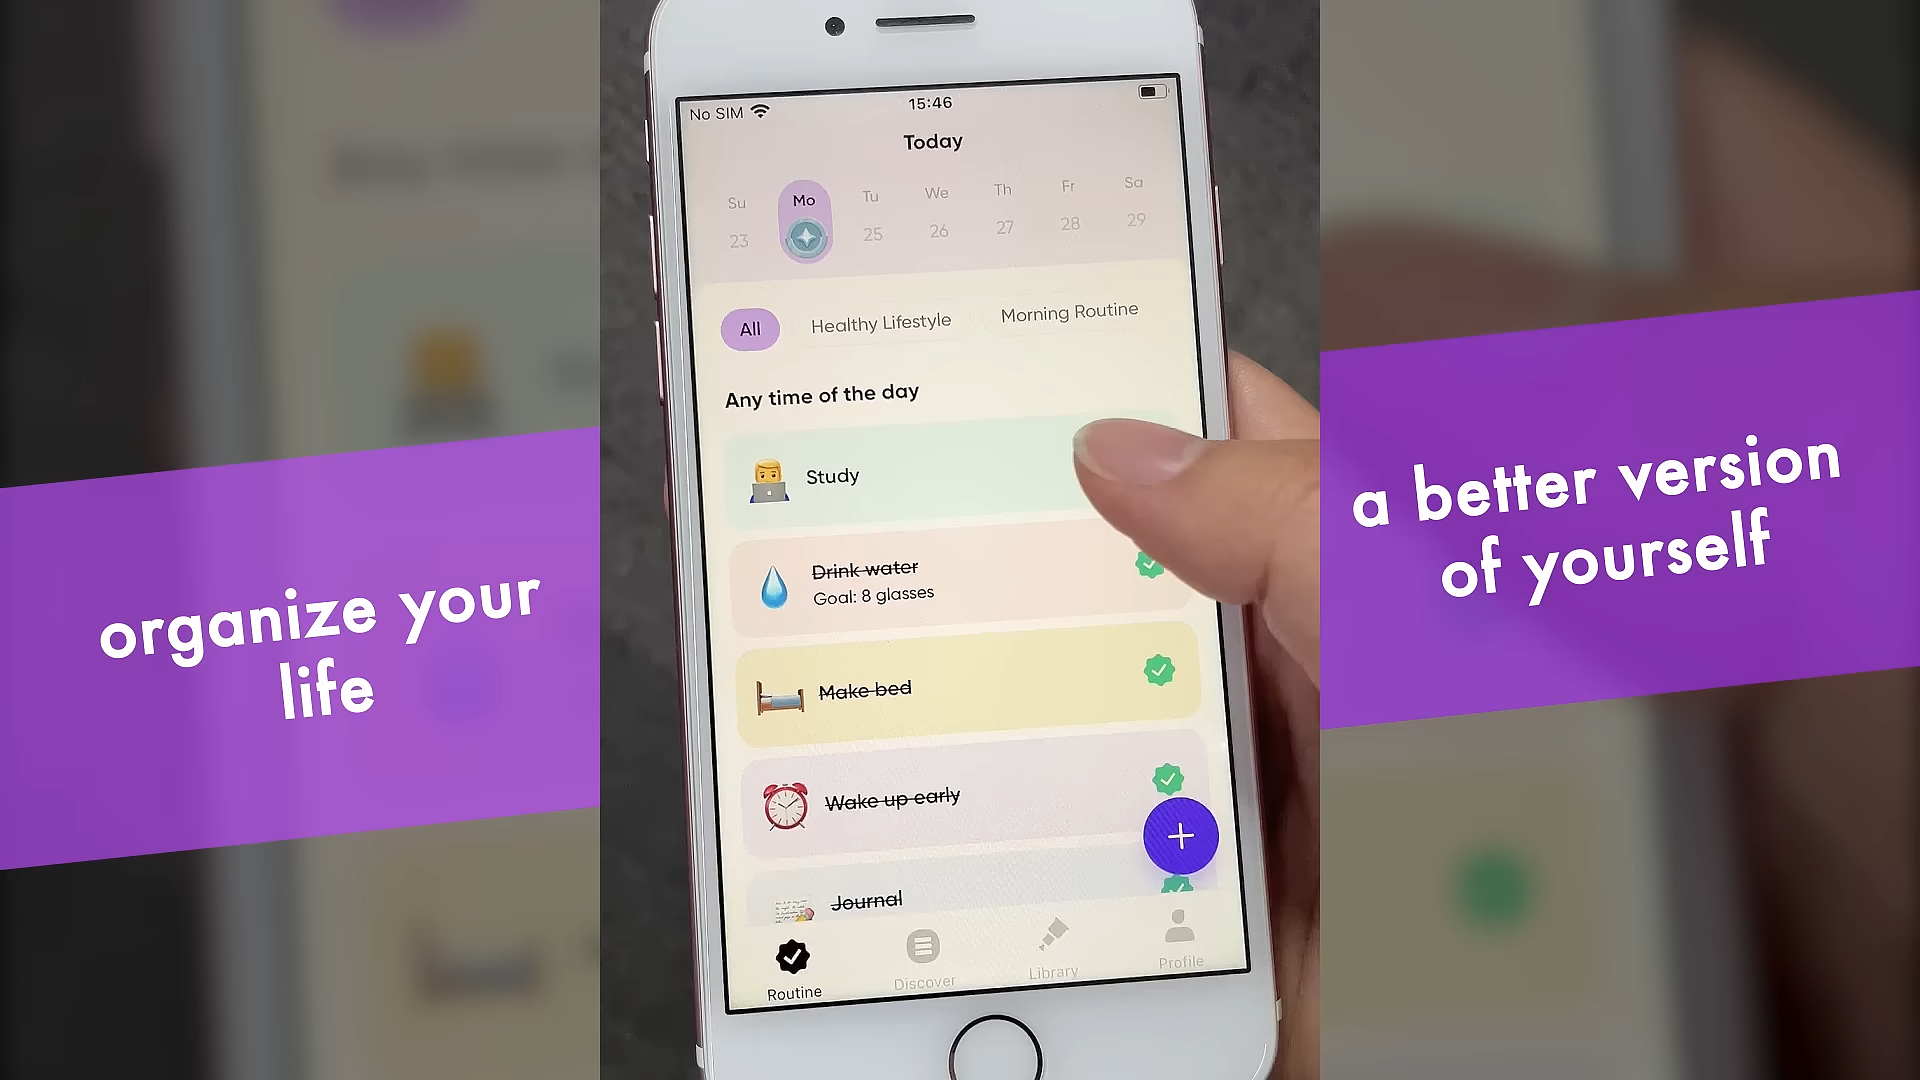 organize your
life
No SIM
15:46
Today
Su Mo Tu We Th Fr Sa
23 25 26 27 28 29
All Healthy Lifestyle Morning Routine
Any time of the day
Study
Drink water
Goal: 8 glasses
Make bed
Wake up early
Journal
Routine Discover Library Profile
a better version
of yourself